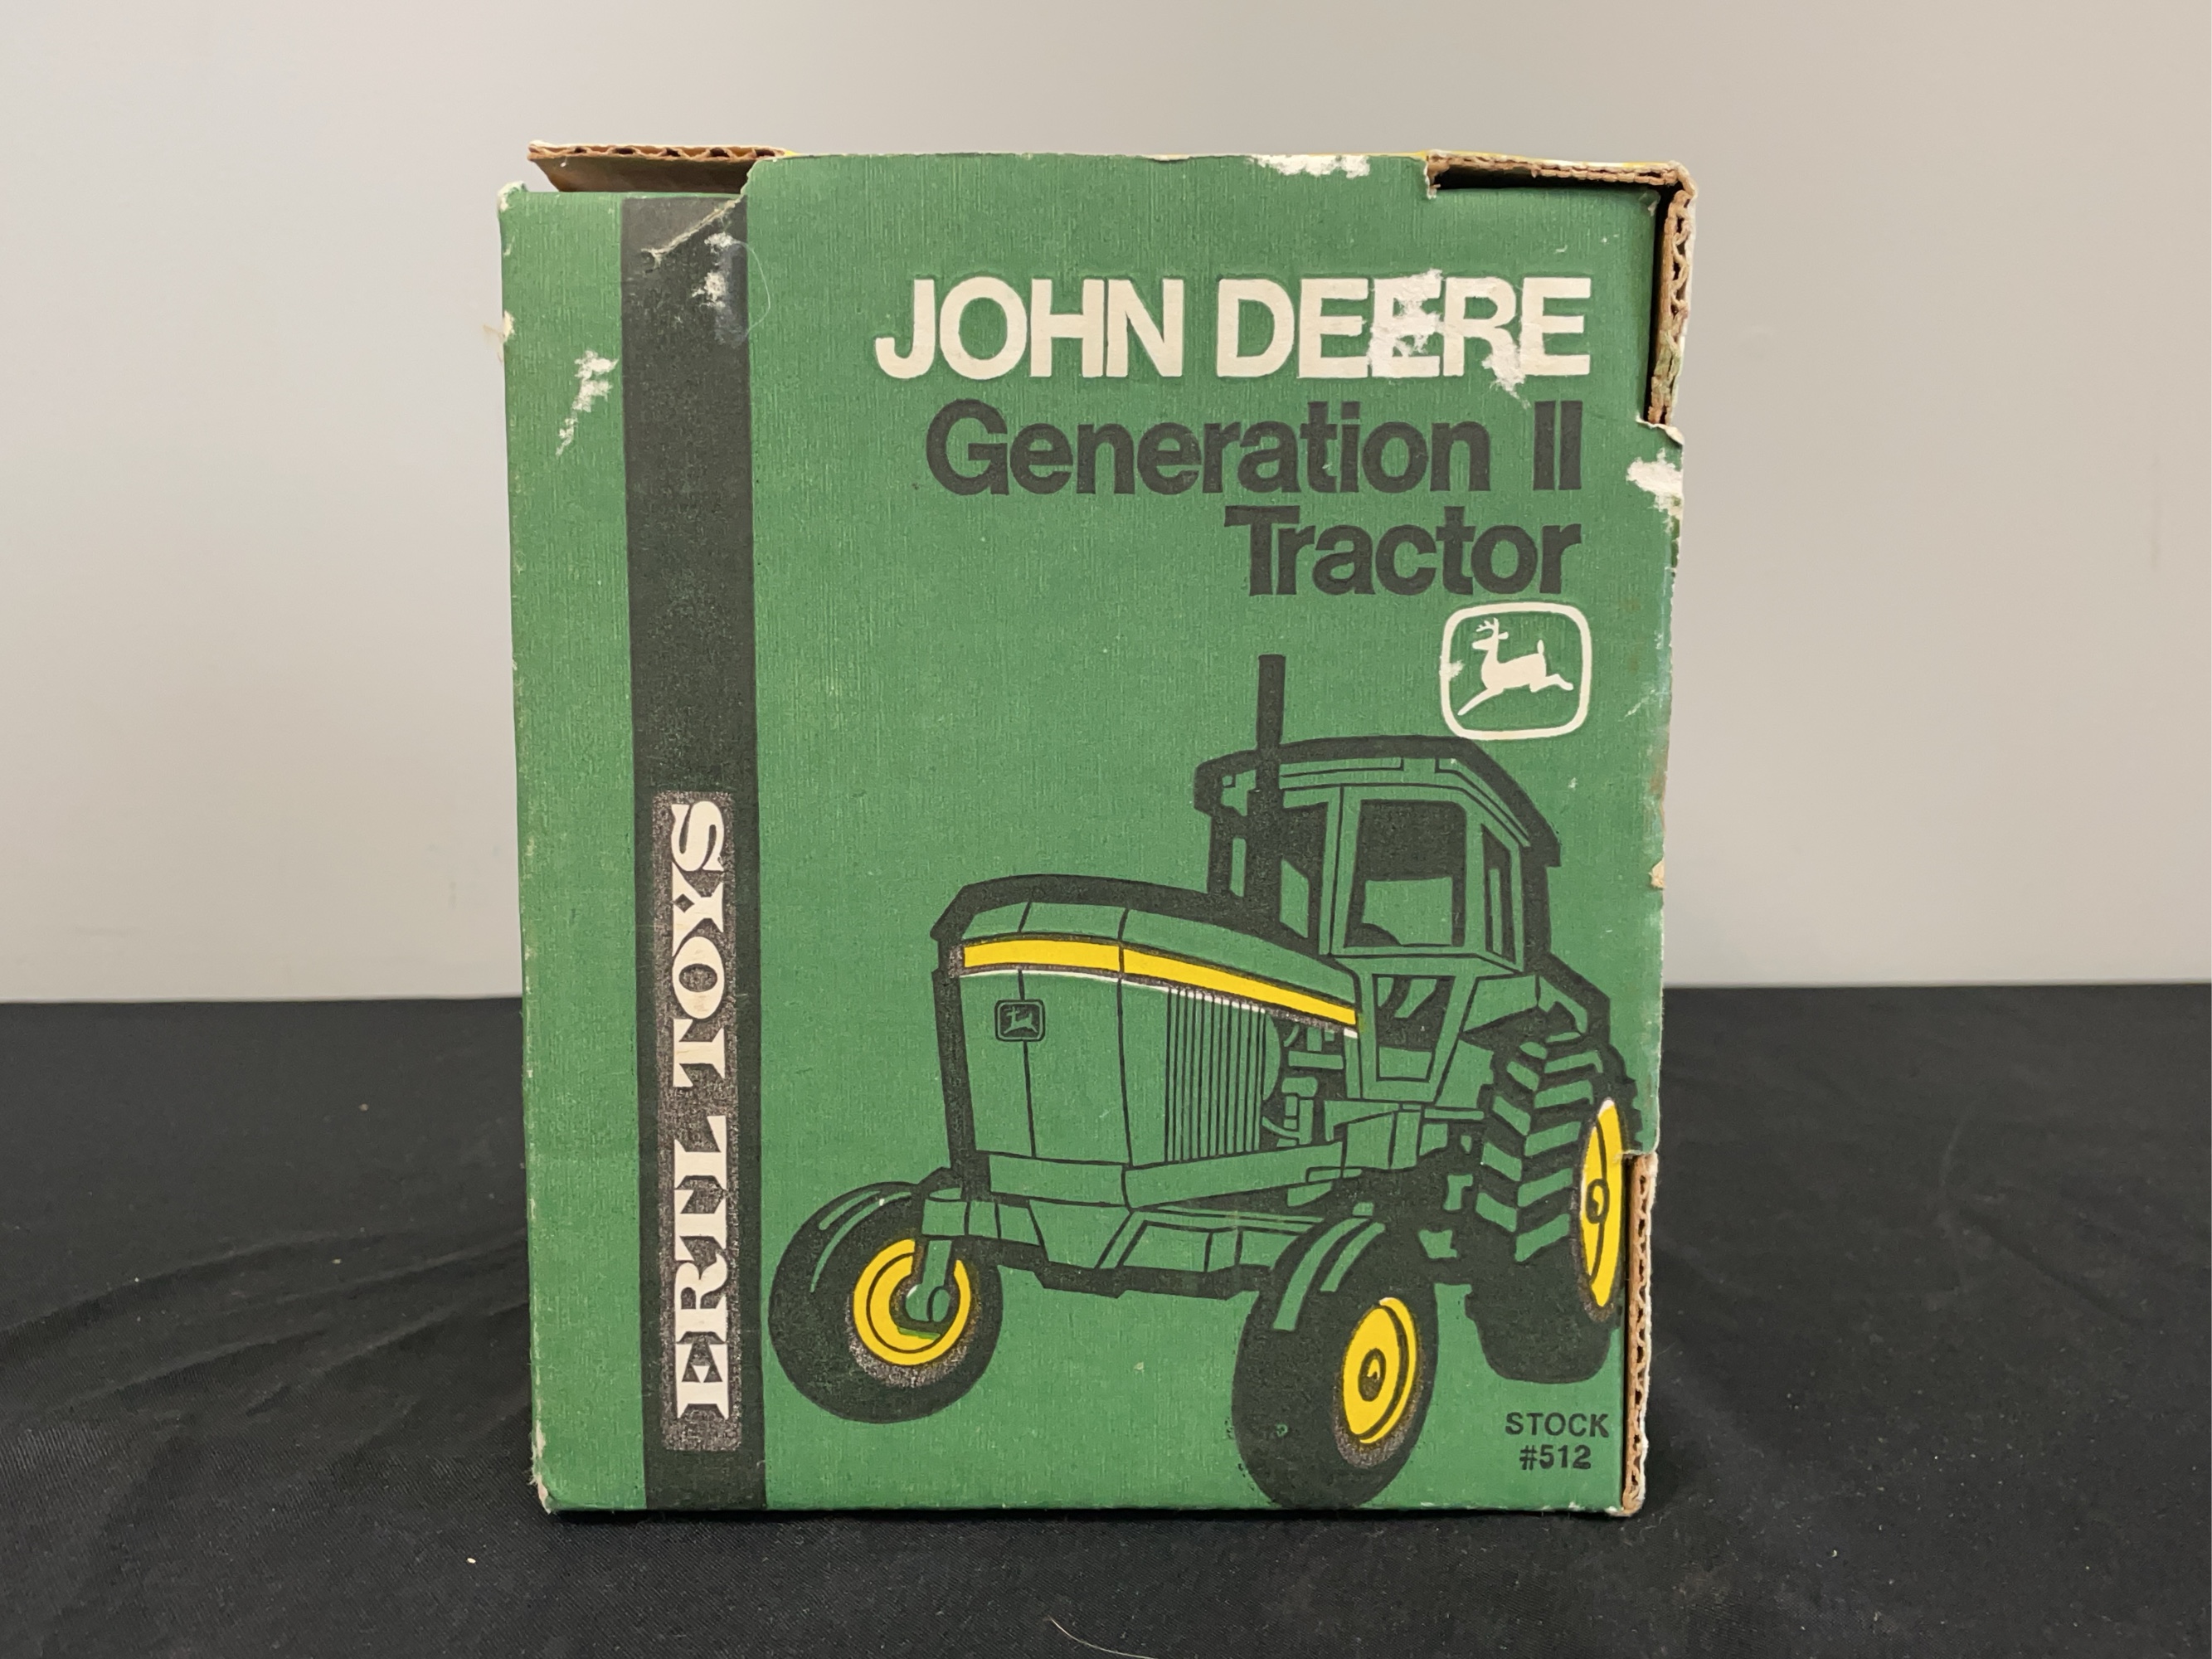 JOHN DEERE
Generation II
Tractor
ERTL TOYS
STOCK
#512